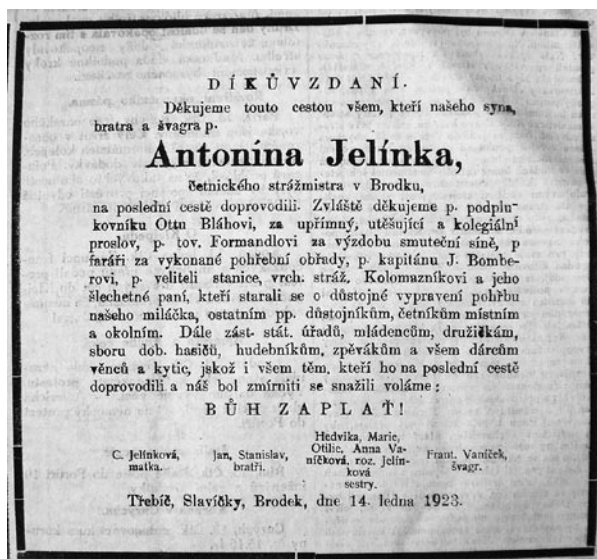 DÍKŮVZDANÍ.
Děkujeme touto cestou všem, kteří našeho syna,
bratra a švagra p.
Antonína Jelínka,
četnického strážmistra v Brodku,
na poslední cestě doprovodili. Zvláště děkujeme p. podplu-
kovníku Ottu Bláhovi, za upřímný, utěšující a kolegiální
proslov, p. tov. Formandlovi za výzdobu smuteční síně, p
faráři za vykonané pohřební obřady, p. kapitánu J. Bombe-
rovi, p. veliteli stanice, vrch. stráž. Kolomazníkovi a jeho
šlechetné paní, kteří starali se o důstojné vypravení pohřbu
našeho miláčka, ostatním pp. důstojníkům, četníkům místním
a okolním. Dále zást. stát. úřadů, mládencům, družičkám,
sboru dob. hasičů, hudebníkům, zpěvákům a všem dárcům
věnců a kytic, jskož i všem těm. kteří ho na poslední cestě
doprovodili a náš bol zmírniti se snažili voláme:
BŮH ZAPLAŤ!
C. Jelínková,
matka.
Jan, Stanislav,
bratři.
Hedvika, Marie,
Otilie, Anna Va-
níčková, roz. Jelín-
ková
sestry.
Frant. Vaníček,
švagr.
Třebíč, Slavíčky, Brodek, dne 14. ledna 1923.